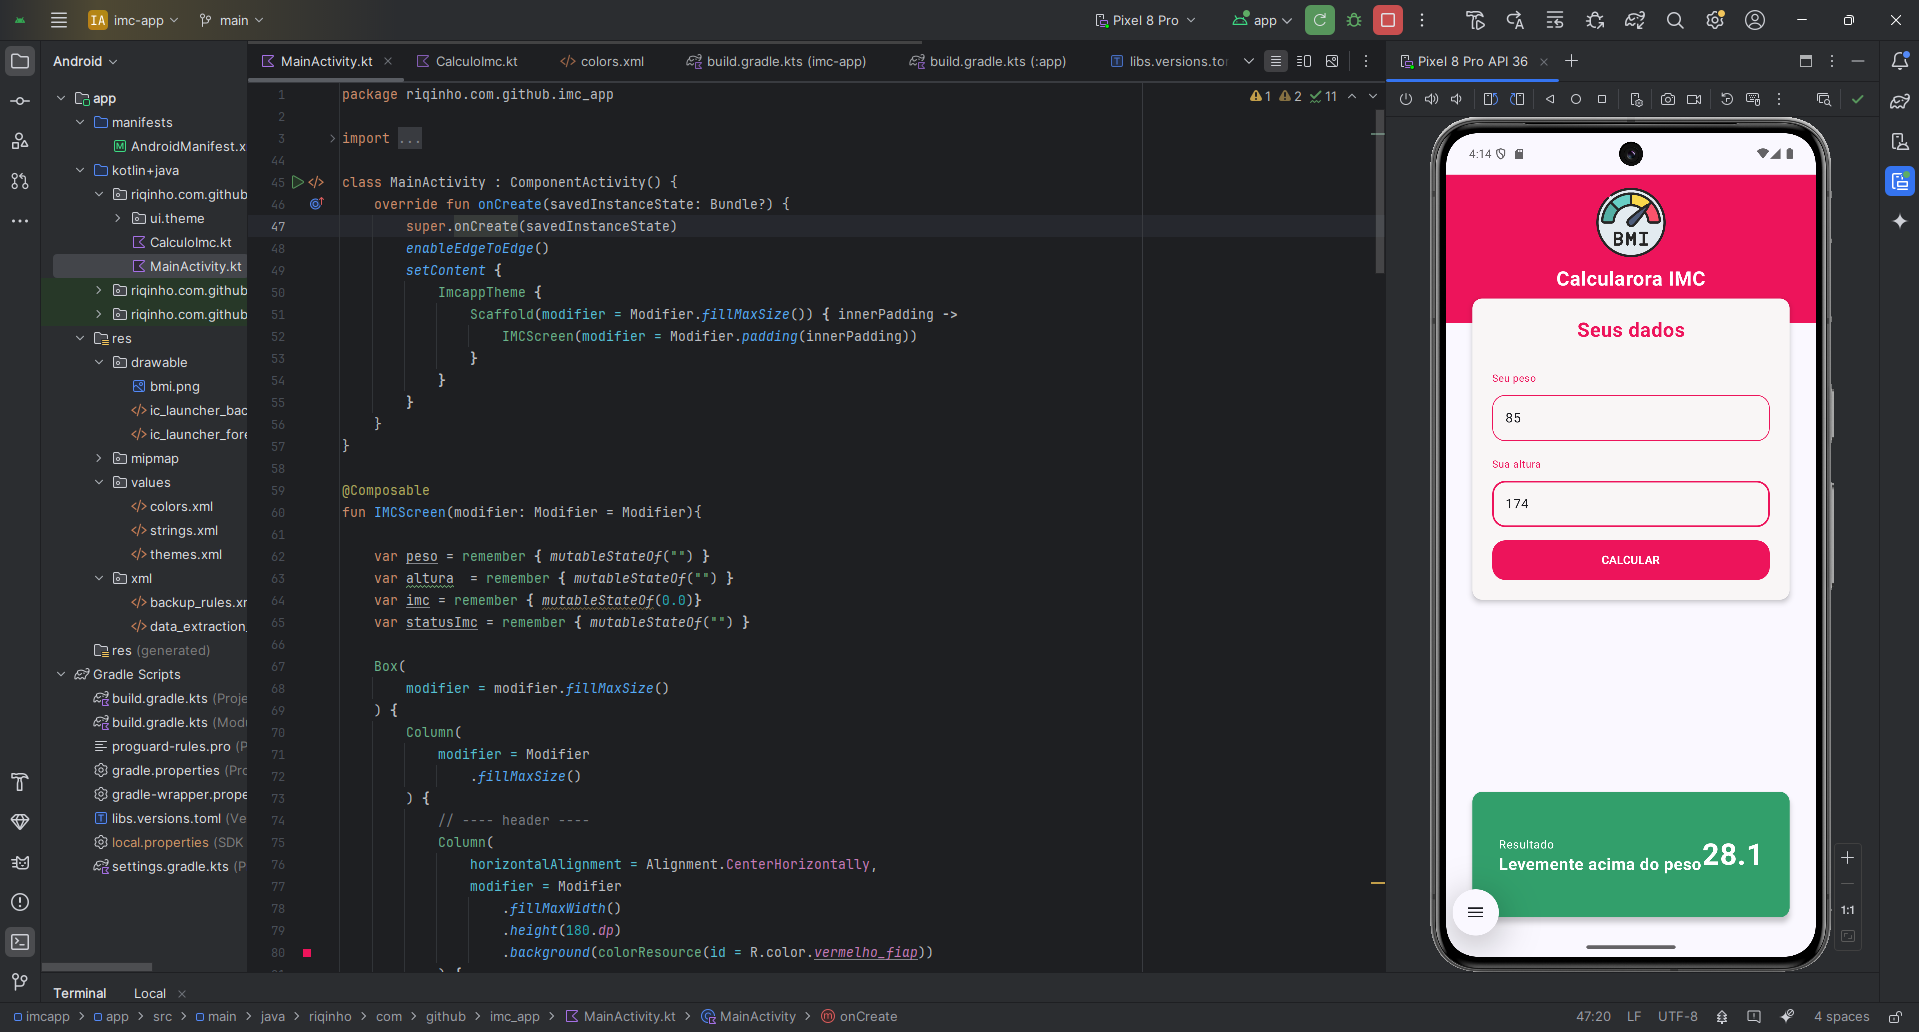 IA imc-app main Pixel 8 Pro app
Android
MainActivity.kt CalculoImc.kt colors.xml build.gradle.kts (imc-app) build.gradle.kts (:app) libs.versions.tor
Pixel 8 Pro API 36
app
manifests
AndroidManifest.x
kotlin+java
riqinho.com.github
ui.theme
CalculoImc.kt
MainActivity.kt
riqinho.com.github
riqinho.com.github
res
drawable
bmi.png
ic_launcher_bac
ic_launcher_fore
mipmap
values
colors.xml
strings.xml
themes.xml
xml
backup_rules.xr
data_extraction_
res (generated)
Gradle Scripts
build.gradle.kts (Proje
build.gradle.kts (Modu
proguard-rules.pro (P
gradle.properties (Pro
gradle-wrapper.prope
libs.versions.toml (Ve
local.properties (SDK
settings.gradle.kts (P
1 package riqinho.com.github.imc_app
1 2 11
2
3 import ...
44
45 class MainActivity : ComponentActivity() {
46 override fun onCreate(savedInstanceState: Bundle?) {
47 super.onCreate(savedInstanceState)
48 enableEdgeToEdge()
49 setContent {
50 ImcappTheme {
51 Scaffold(modifier = Modifier.fillMaxSize()) { innerPadding ->
52 IMCScreen(modifier = Modifier.padding(innerPadding))
53 }
54 }
55 }
56 }
57 }
58
59 @Composable
60 fun IMCScreen(modifier: Modifier = Modifier){
61
62 var peso = remember { mutableStateOf("") }
63 var altura  = remember { mutableStateOf("") }
64 var imc = remember { mutableStateOf(0.0)}
65 var statusImc = remember { mutableStateOf("") }
66
67 Box(
68 modifier = modifier.fillMaxSize()
69 ) {
70 Column(
71 modifier = Modifier
72 .fillMaxSize()
73 ) {
74 // ---- header ----
75 Column(
76 horizontalAlignment = Alignment.CenterHorizontally,
77 modifier = Modifier
78 .fillMaxWidth()
79 .height(180.dp)
80 .background(colorResource(id = R.color.vermelho_fiap))
) {
4:14
BMI
Calcularora IMC
Seus dados
Seu peso
85
Sua altura
174
CALCULAR
Resultado
Levemente acima do peso 28.1
1:1
Terminal Local
imcapp > app > src > main > java > riqinho > com > github > imc_app > MainActivity.kt > MainActivity > onCreate
47:20 LF UTF-8 4 spaces